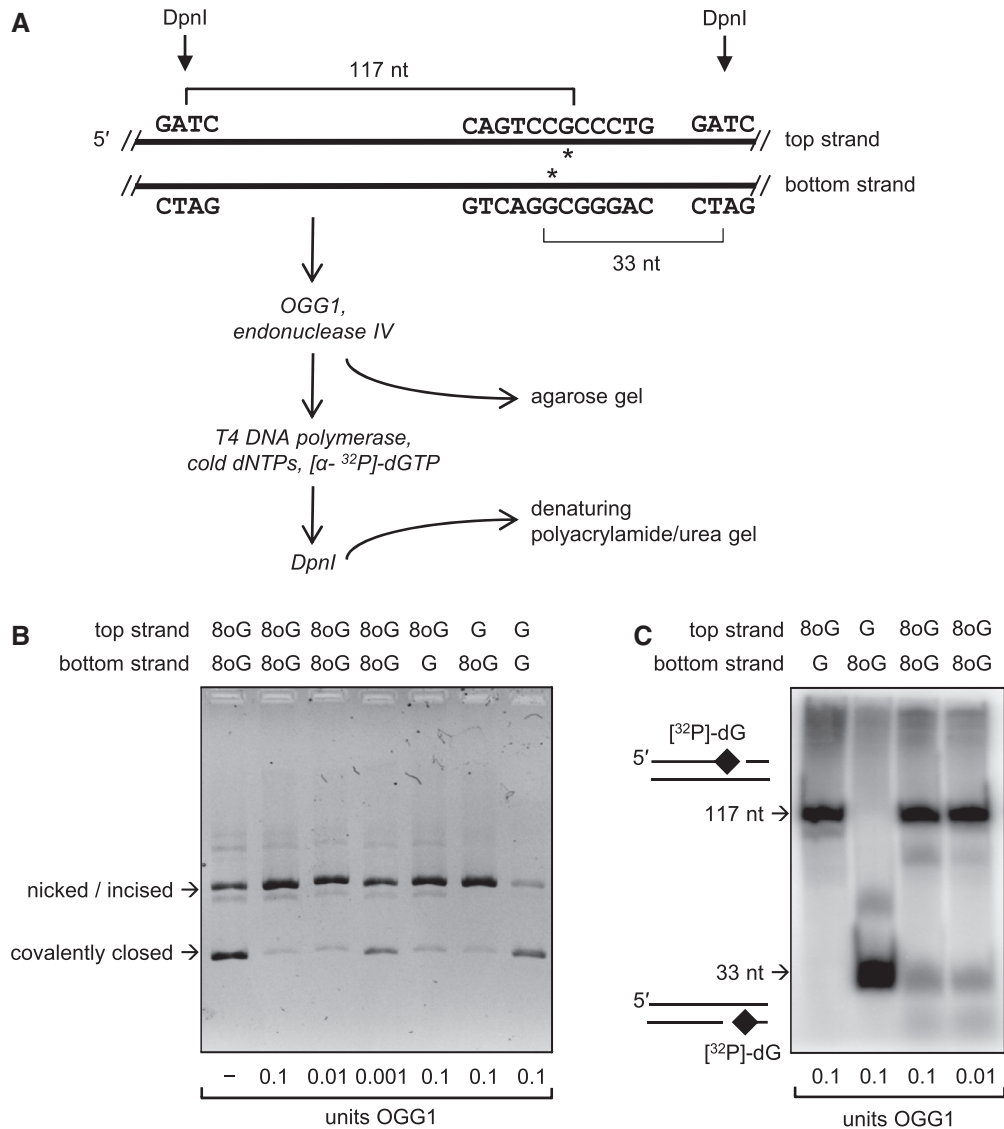 A
DpnI DpnI
117 nt
GATC CAGTCCGCCCTG GATC
5′ // // top strand
*
*
// // bottom strand
CTAG GTCAGGCGGGAC CTAG
33 nt
OGG1,
endonuclease IV
agarose gel
T4 DNA polymerase,
cold dNTPs, [α- ³²P]-dGTP
denaturing
polyacrylamide/urea gel
DpnI
B
top strand 8oG 8oG 8oG 8oG 8oG G G
bottom strand 8oG 8oG 8oG 8oG G 8oG G
nicked / incised →
covalently closed →
– 0.1 0.01 0.001 0.1 0.1 0.1
units OGG1
C
top strand 8oG G 8oG 8oG
bottom strand G 8oG 8oG 8oG
[³²P]-dG
5′
117 nt →
33 nt →
5′
[³²P]-dG
0.1 0.1 0.1 0.01
units OGG1